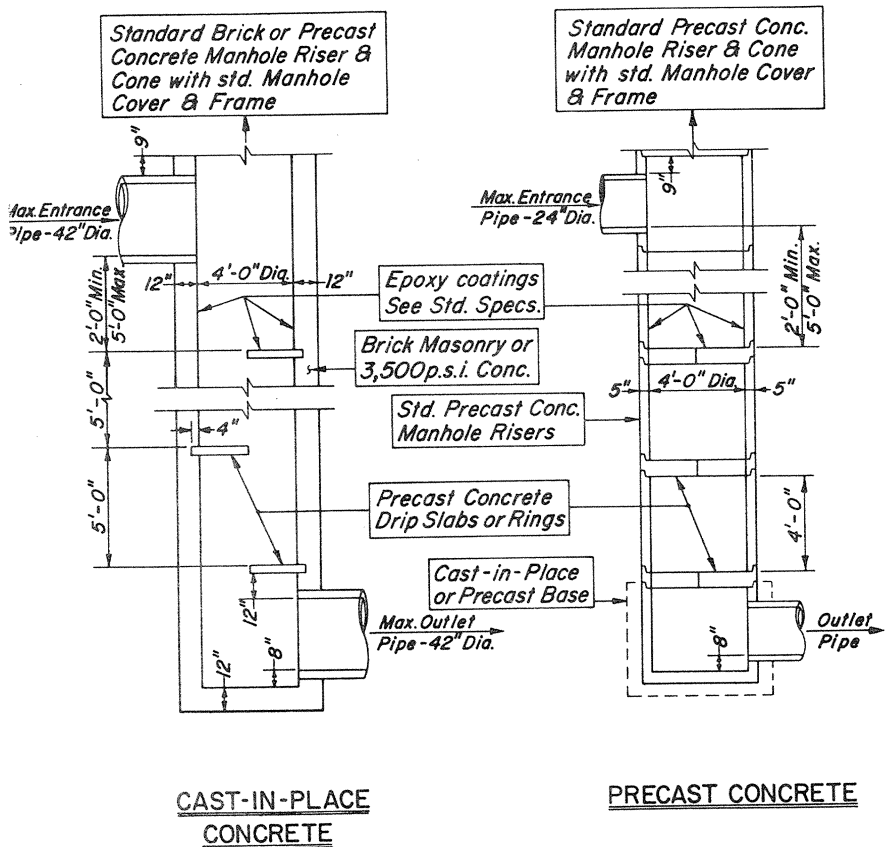 Standard Brick or Precast
Concrete Manhole Riser &
Cone with std. Manhole
Cover & Frame
Standard Precast Conc.
Manhole Riser & Cone
with std. Manhole Cover
& Frame
9"
9"
Max. Entrance
Pipe-42" Dia.
Max. Entrance
Pipe-24" Dia.
12"
4'-0" Dia.
12"
2'-0" Min.
5'-0" Max.
Epoxy coatings
See Std. Specs.
2'-0" Min.
5'-0" Max.
Brick Masonry or
3,500 p.s.i. Conc.
5'-0"
5"
4'-0" Dia.
5"
4"
Std. Precast Conc.
Manhole Risers
5'-0"
Precast Concrete
Drip Slabs or Rings
4'-0"
Cast-in-Place
or Precast Base
12"
Max. Outlet
Pipe-42" Dia.
Outlet
Pipe
8"
8"
12"
CAST-IN-PLACE
CONCRETE
PRECAST CONCRETE